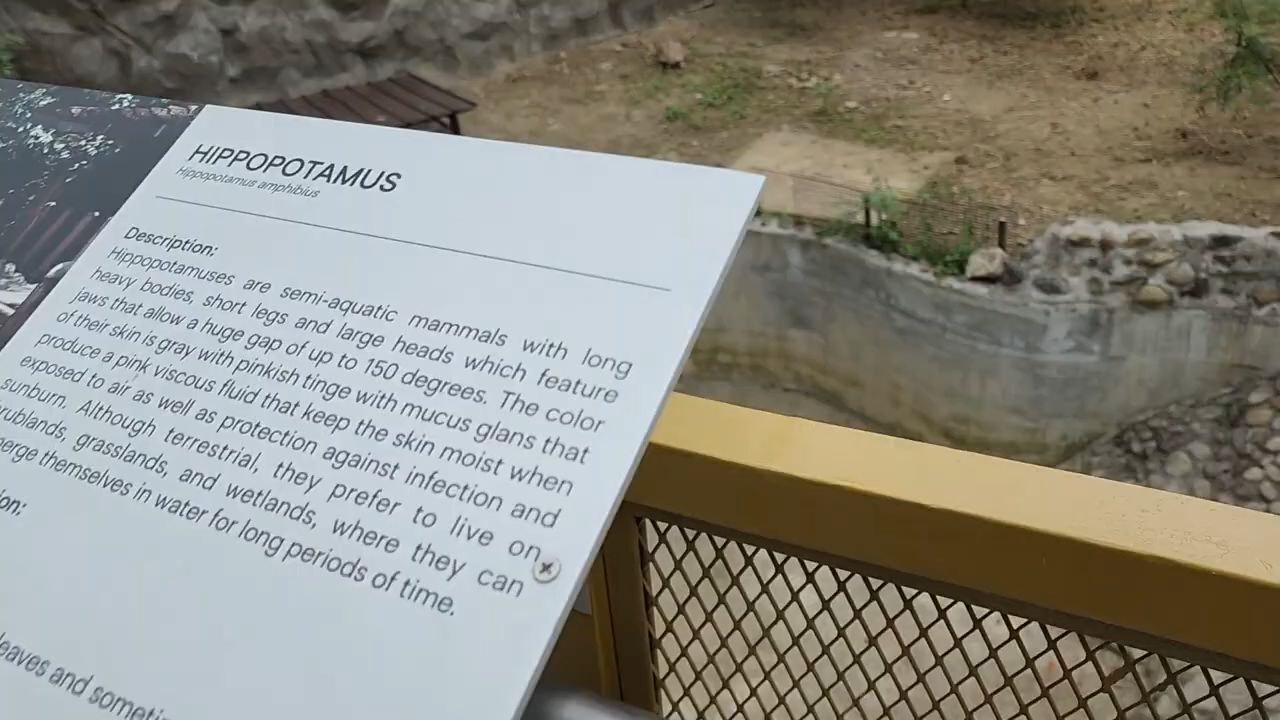 HIPPOPOTAMUS
Hippopotamus amphibius
Description:
Hippopotamuses are semi-aquatic mammals with long
heavy bodies, short legs and large heads which feature
jaws that allow a huge gap of up to 150 degrees. The color
of their skin is gray with pinkish tinge with mucus glans that
produce a pink viscous fluid that keep the skin moist when
exposed to air as well as protection against infection and
sunburn. Although terrestrial, they prefer to live on
grasslands, and wetlands, where they can
themselves in water for long periods of time.
leaves and